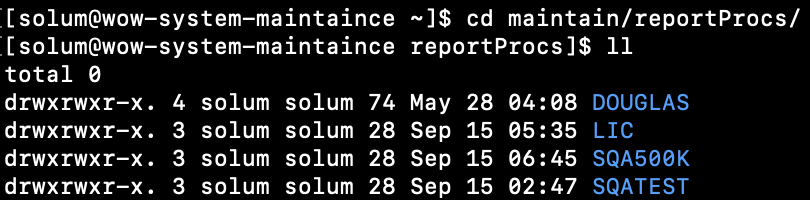 [solum@wow-system-maintaince ~]$ cd maintain/reportProcs/
[solum@wow-system-maintaince reportProcs]$ ll
total 0
drwxrwxr-x. 4 solum solum 74 May 28 04:08 DOUGLAS
drwxrwxr-x. 3 solum solum 28 Sep 15 05:35 LIC
drwxrwxr-x. 3 solum solum 28 Sep 15 06:45 SQA500K
drwxrwxr-x. 3 solum solum 28 Sep 15 02:47 SQATEST